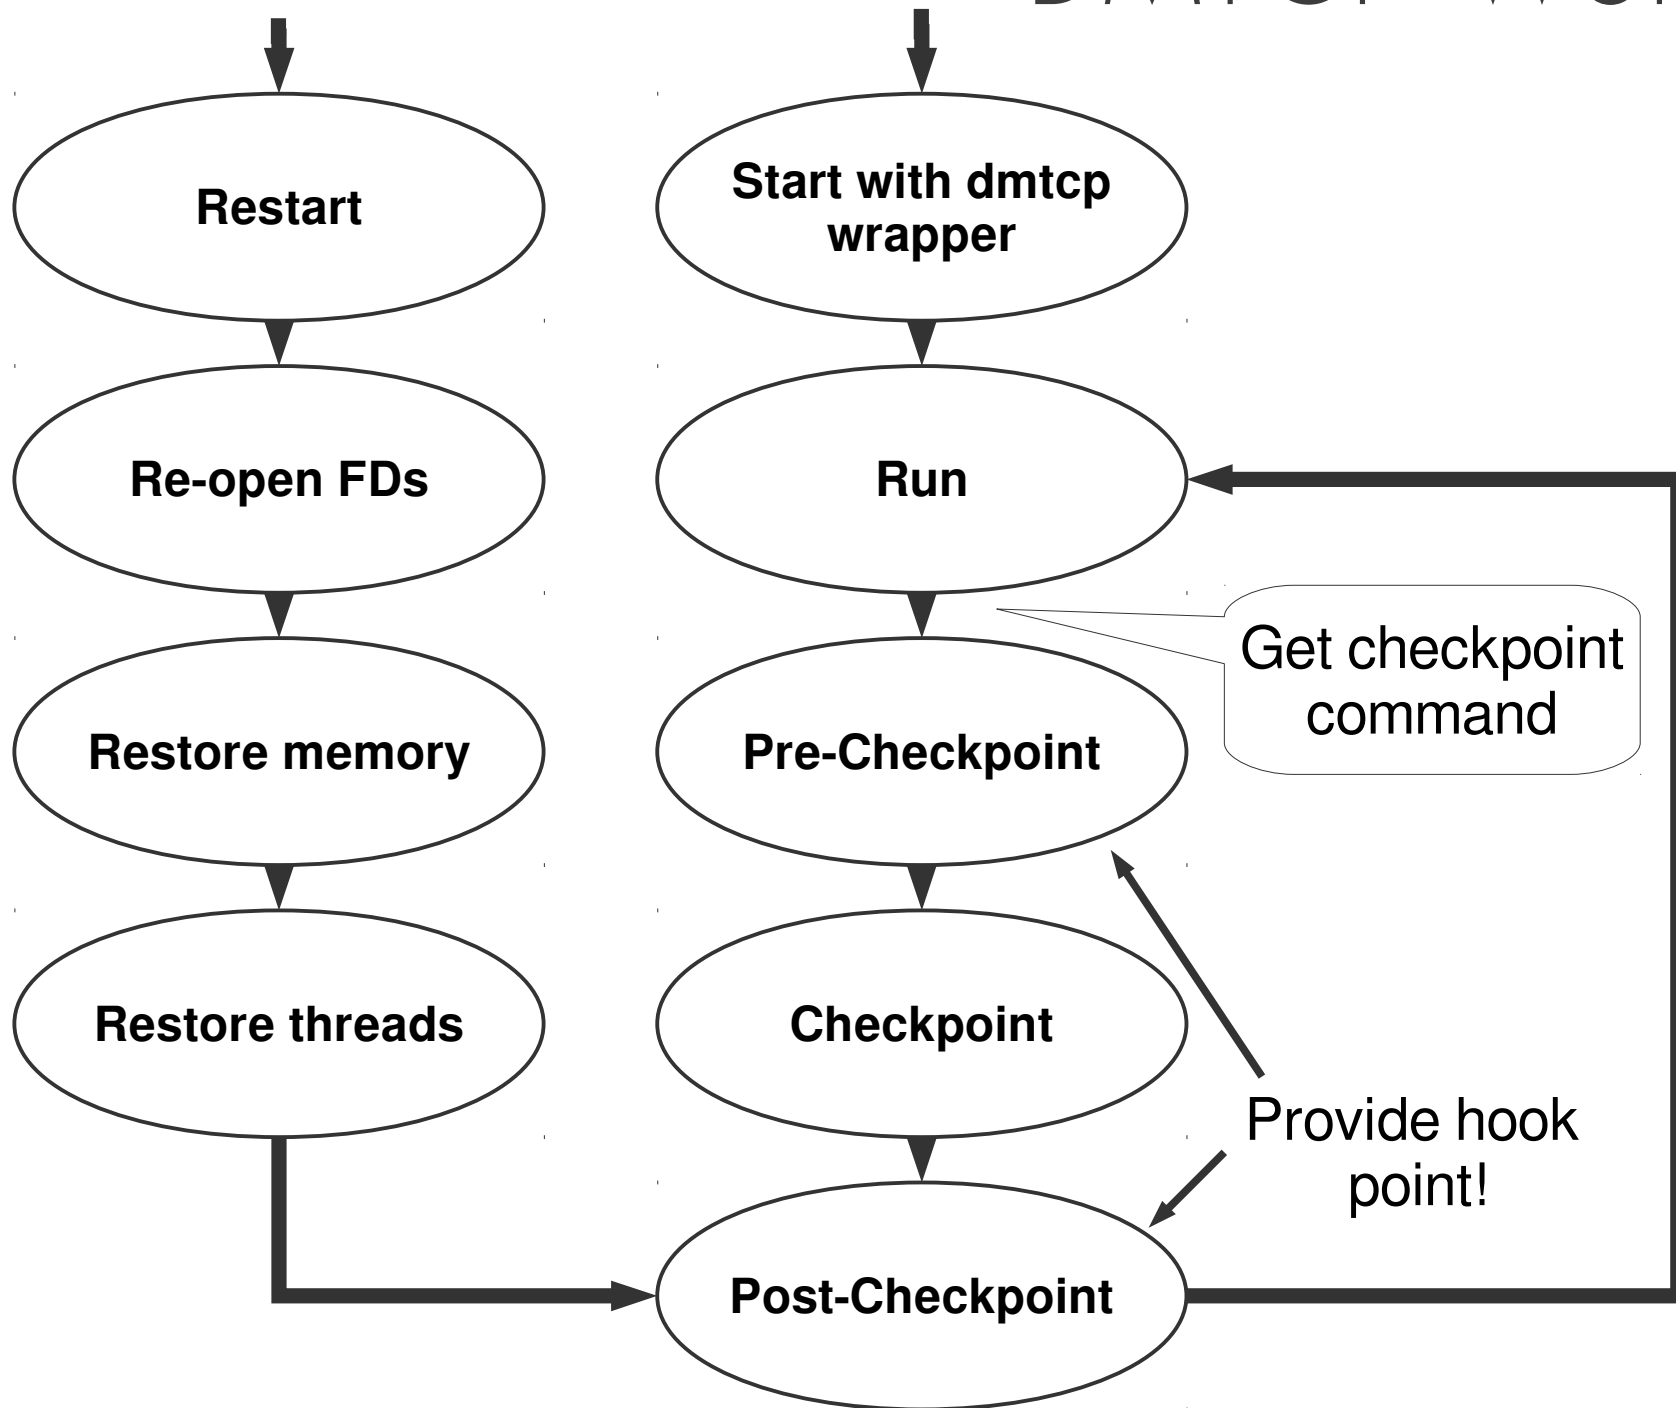 Restart
Re-open FDs
Restore memory
Restore threads
Start with dmtcp
wrapper
Run
Pre-Checkpoint
Checkpoint
Post-Checkpoint
Get checkpoint
command
Provide hook
point!